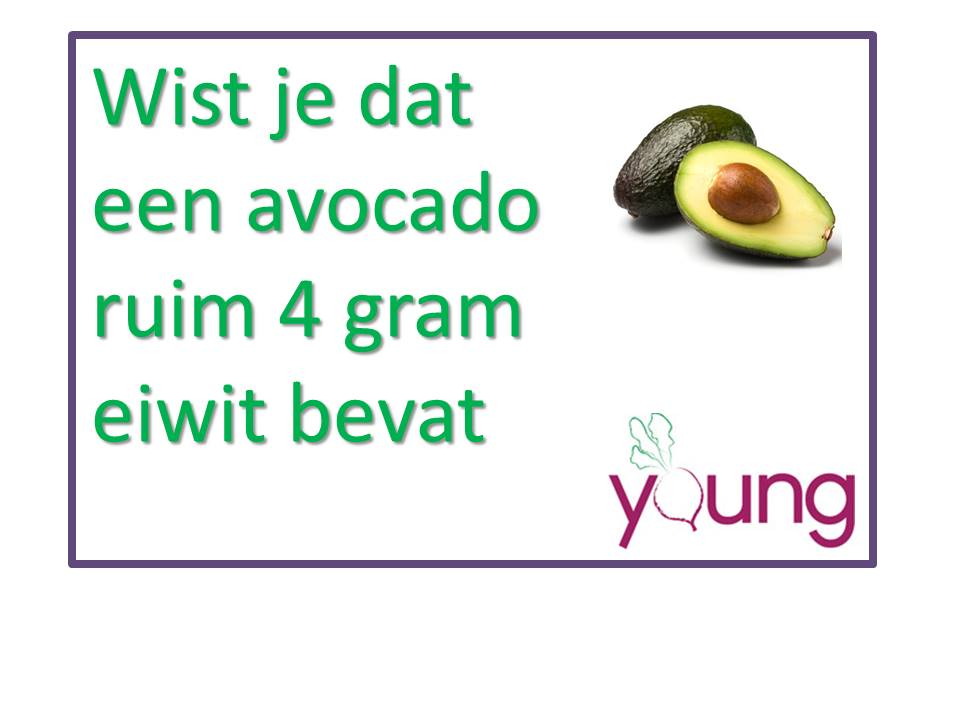 Wist je dat
een avocado
ruim 4 gram
eiwit bevat
young